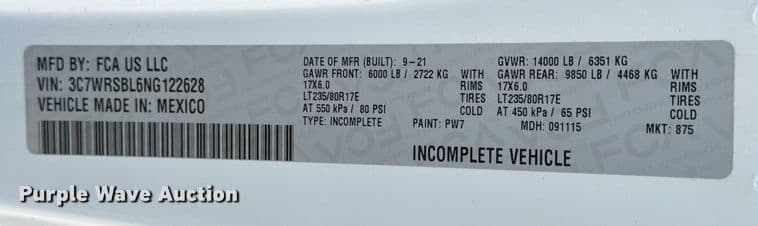 MFD BY: FCA US LLC
VIN: 3C7WRSBL6NG122628
VEHICLE MADE IN: MEXICO
DATE OF MFR (BUILT): 9-21
GAWR FRONT: 6000 LB / 2722 KG WITH
17X6.0 RIMS
LT235/80R17E TIRES
AT 550 kPa / 80 PSI COLD
TYPE: INCOMPLETE PAINT: PW7
GVWR: 14000 LB / 6351 KG
GAWR REAR: 9850 LB / 4468 KG WITH
17X6.0 RIMS
LT235/80R17E TIRES
AT 450 kPa / 65 PSI COLD
MDH: 091115 MKT: 875
INCOMPLETE VEHICLE
Purple Wave Auction